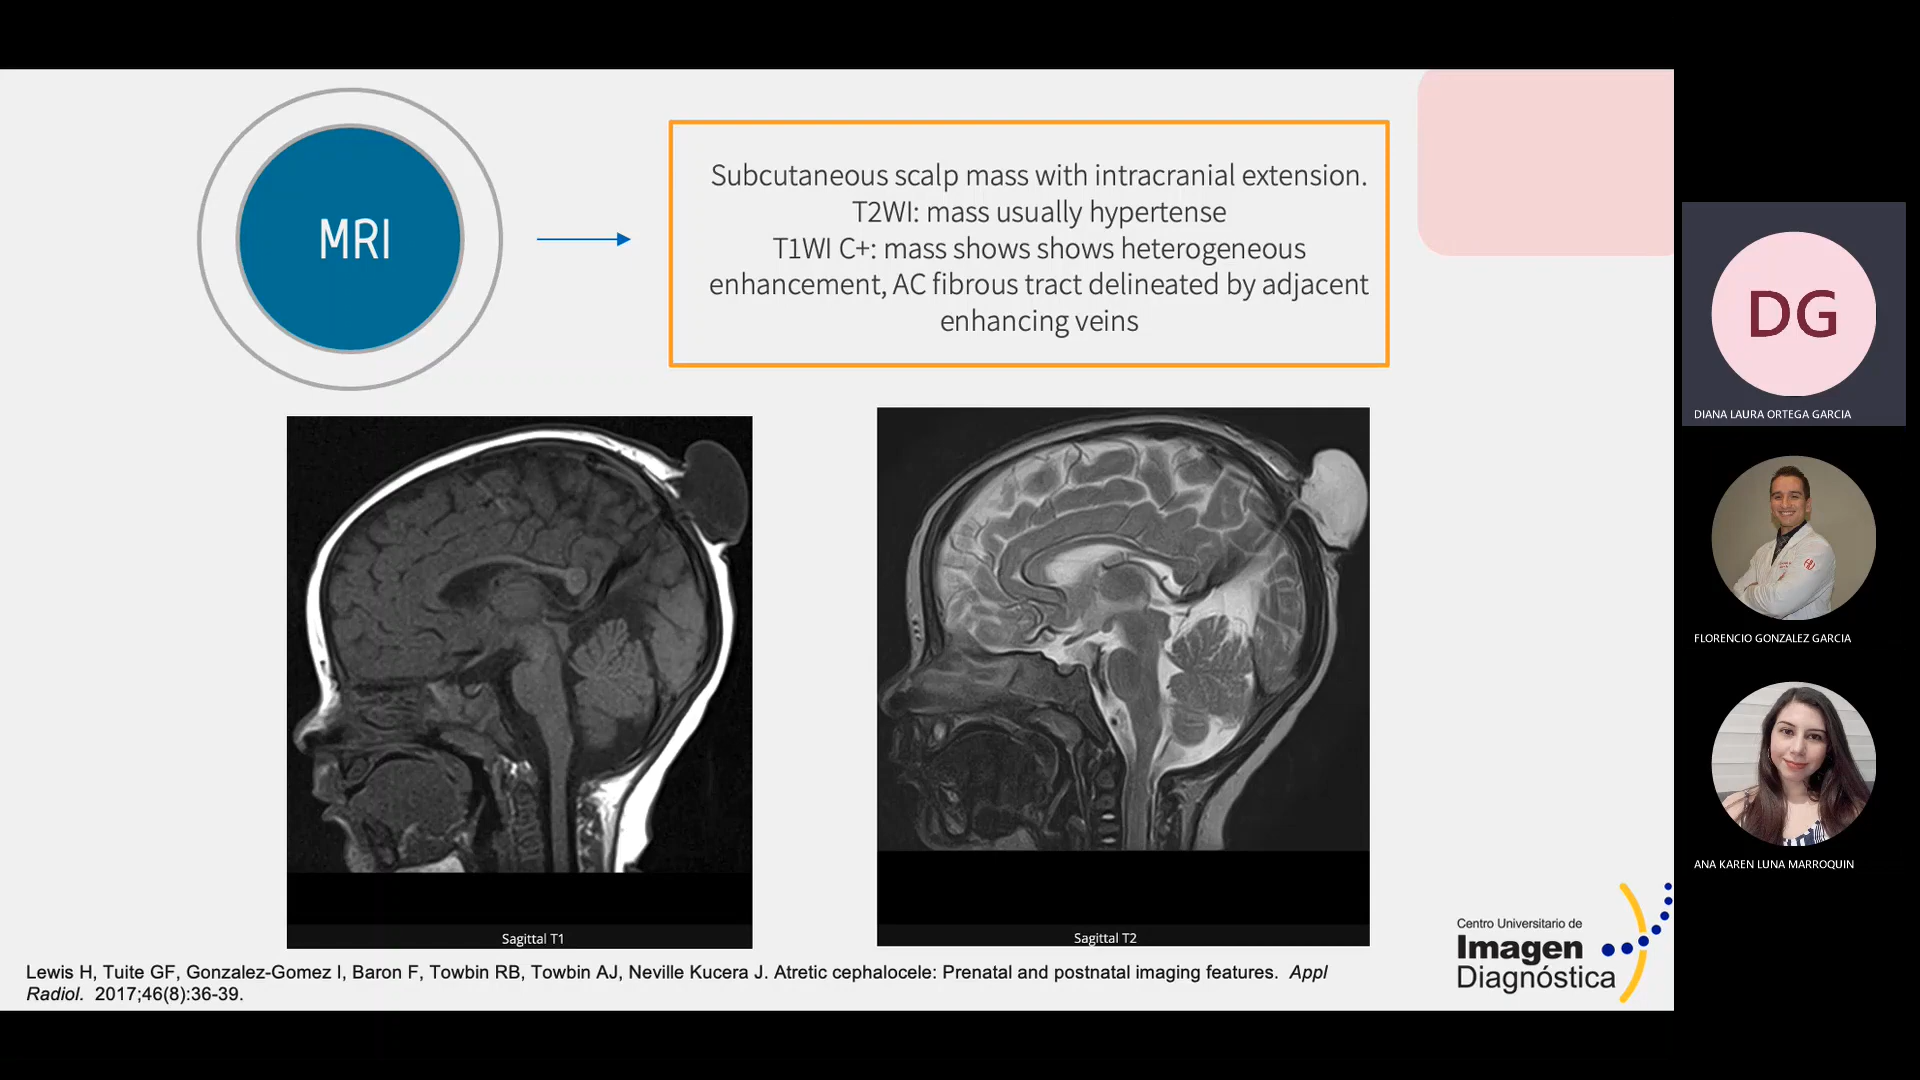 MRI
Subcutaneous scalp mass with intracranial extension.
T2WI: mass usually hypertense
T1WI C+: mass shows shows heterogeneous
enhancement, AC fibrous tract delineated by adjacent
enhancing veins
Sagittal T1
Sagittal T2
Lewis H, Tuite GF, Gonzalez-Gomez I, Baron F, Towbin RB, Towbin AJ, Neville Kucera J. Atretic cephalocele: Prenatal and postnatal imaging features. Appl
Radiol. 2017;46(8):36-39.
Centro Universitario de
Imagen
Diagnóstica
DG
DIANA LAURA ORTEGA GARCIA
FLORENCIO GONZALEZ GARCIA
ANA KAREN LUNA MARROQUIN